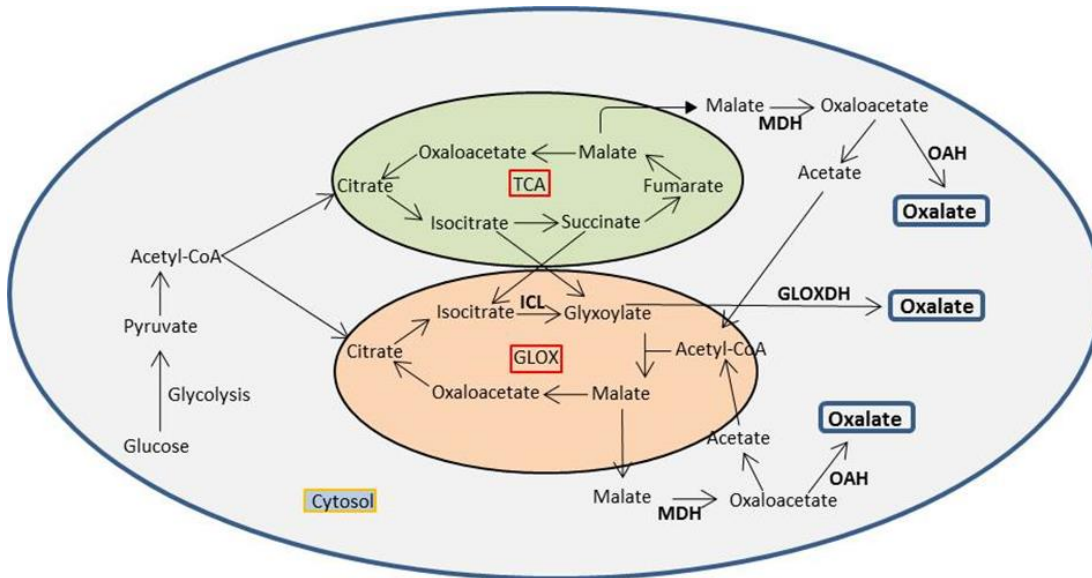 Malate
MDH
Oxaloacetate
OAH
Acetate
Oxalate
Oxaloacetate
Malate
Citrate
TCA
Fumarate
Isocitrate
Succinate
Acetyl-CoA
Pyruvate
Glycolysis
Glucose
Isocitrate
ICL
Glyxoylate
GLOXDH
Oxalate
Citrate
GLOX
Acetyl-CoA
Oxaloacetate
Malate
Acetate
Oxalate
Malate
MDH
Oxaloacetate
OAH
Cytosol